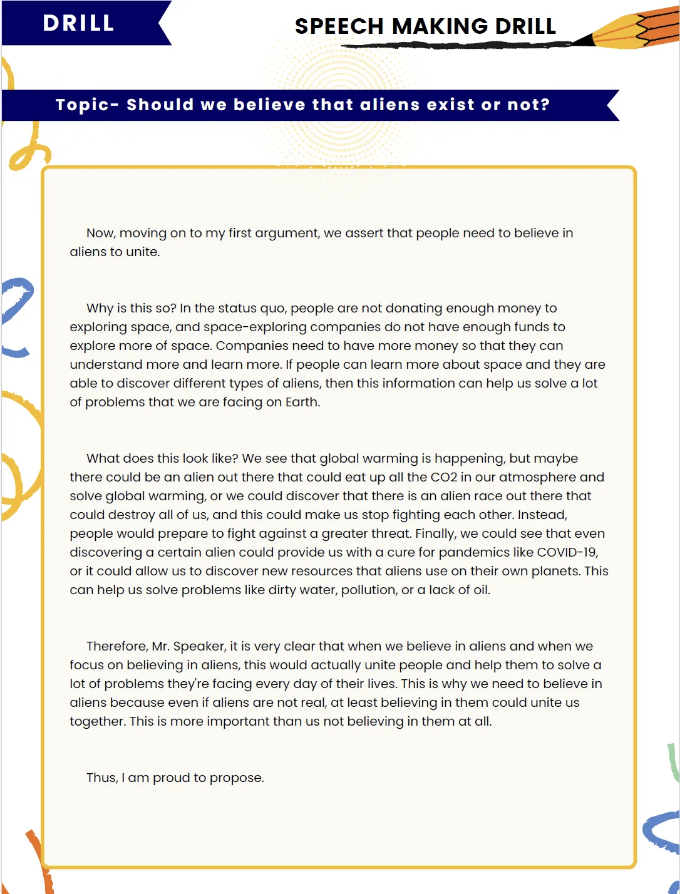 DRILL
SPEECH MAKING DRILL
Topic- Should we believe that aliens exist or not?
Now, moving on to my first argument, we assert that people need to believe in
aliens to unite.
Why is this so? In the status quo, people are not donating enough money to
exploring space, and space-exploring companies do not have enough funds to
explore more of space. Companies need to have more money so that they can
understand more and learn more. If people can learn more about space and they are
able to discover different types of aliens, then this information can help us solve a lot
of problems that we are facing on Earth.
What does this look like? We see that global warming is happening, but maybe
there could be an alien out there that could eat up all the CO2 in our atmosphere and
solve global warming, or we could discover that there is an alien race out there that
could destroy all of us, and this could make us stop fighting each other. Instead,
people would prepare to fight against a greater threat. Finally, we could see that even
discovering a certain alien could provide us with a cure for pandemics like COVID-19,
or it could allow us to discover new resources that aliens use on their own planets. This
can help us solve problems like dirty water, pollution, or a lack of oil.
Therefore, Mr. Speaker, it is very clear that when we believe in aliens and when we
focus on believing in aliens, this would actually unite people and help them to solve a
lot of problems they're facing every day of their lives. This is why we need to believe in
aliens because even if aliens are not real, at least believing in them could unite us
together. This is more important than us not believing in them at all.
Thus, I am proud to propose.